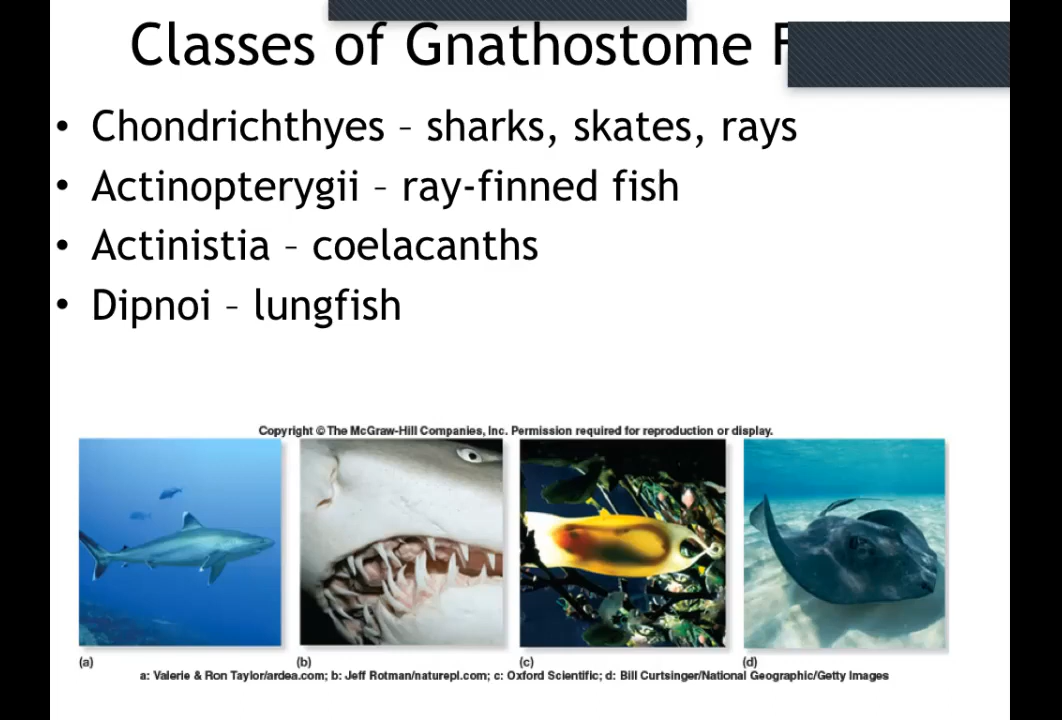 Classes of Gnathostome
• Chondrichthyes – sharks, skates, rays
• Actinopterygii – ray-finned fish
• Actinistia – coelacanths
• Dipnoi – lungfish
Copyright © The McGraw-Hill Companies, Inc. Permission required for reproduction or display.
(a) (b) (c) (d)
a: Valerie & Ron Taylor/ardea.com; b: Jeff Rotman/naturepl.com; c: Oxford Scientific; d: Bill Curtsinger/National Geographic/Getty Images